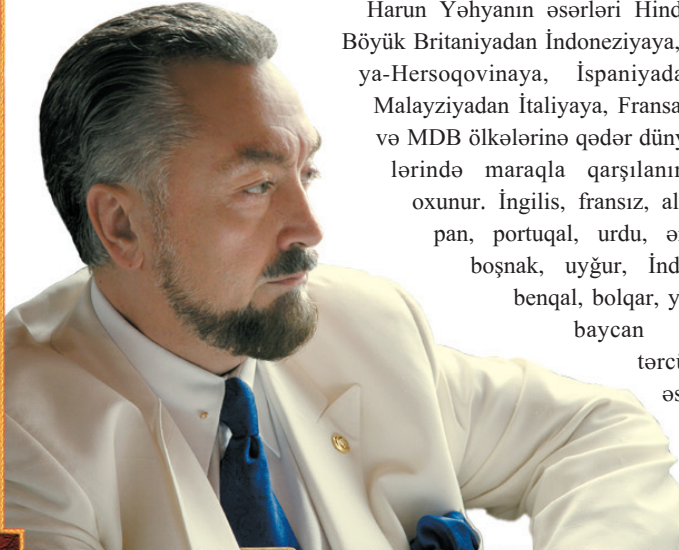 Harun Yəhyanın əsərləri Hind
Böyük Britaniyadan İndoneziyaya,
ya-Hersoqovinaya, İspaniyada
Malayziyadan İtaliyaya, Fransa
və MDB ölkələrinə qədər düny
lərində maraqla qarşılanır
oxunur. İngilis, fransız, al
pan, portuqal, urdu, ə
boşnak, uyğur, İnd
benqal, bolqar, y
baycan
tərcü
əs